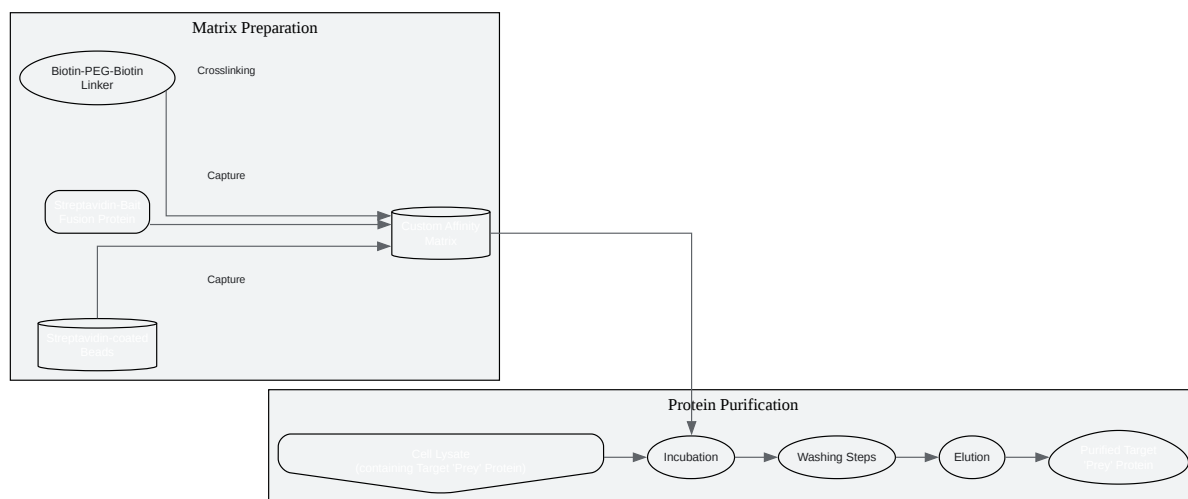 Matrix Preparation
Biotin-PEG-Biotin
Linker
Crosslinking
Capture
Streptavidin-Bait
Fusion Protein
Custom Affinity
Matrix
Capture
Streptavidin-coated
Beads
Protein Purification
Cell Lysate
(containing Target 'Prey' Protein)
Incubation
Washing Steps
Elution
Purified Target
'Prey' Protein